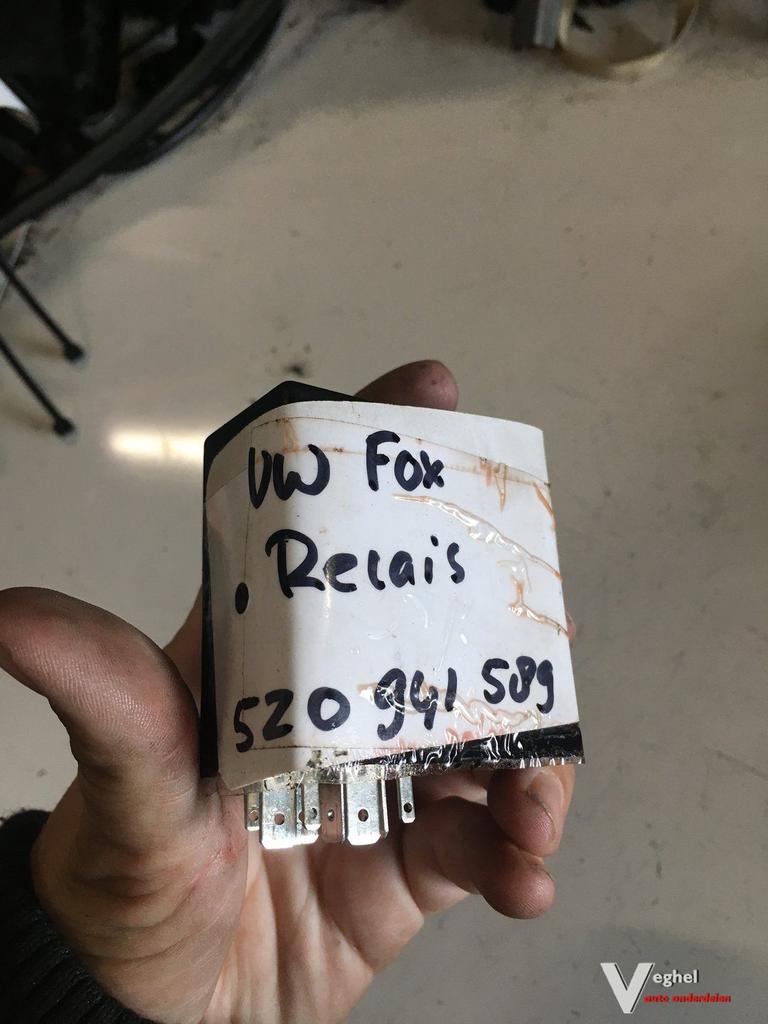 VW Fox
. Relais
520 941 589
Veghel
auto onderdelen